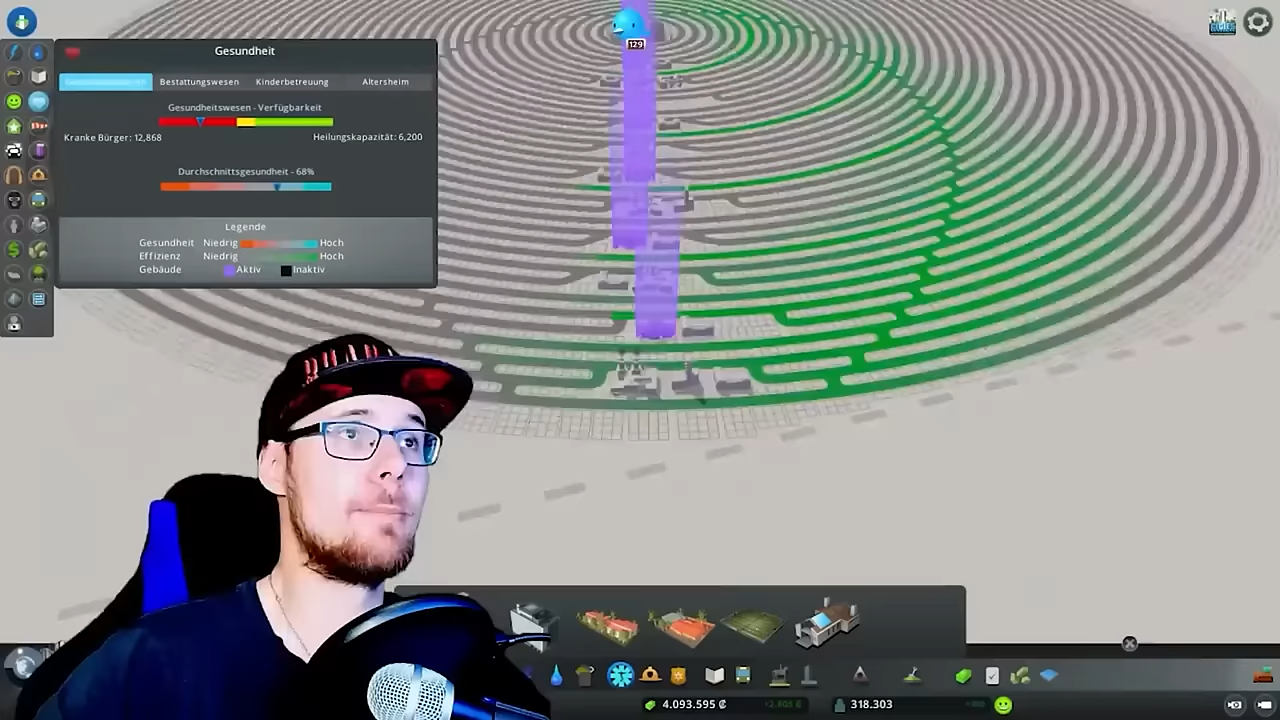 129
Gesundheit
Bestattungswesen Kinderbetreuung Altersheim
Gesundheitswesen - Verfügbarkeit
Kranke Bürger: 12,868 Heilungskapazität: 6,200
Durchschnittsgesundheit - 68%
Legende
Gesundheit Niedrig Hoch
Effizienz Niedrig Hoch
Gebäude Aktiv Inaktiv
4.093.595 ₡ 318.303